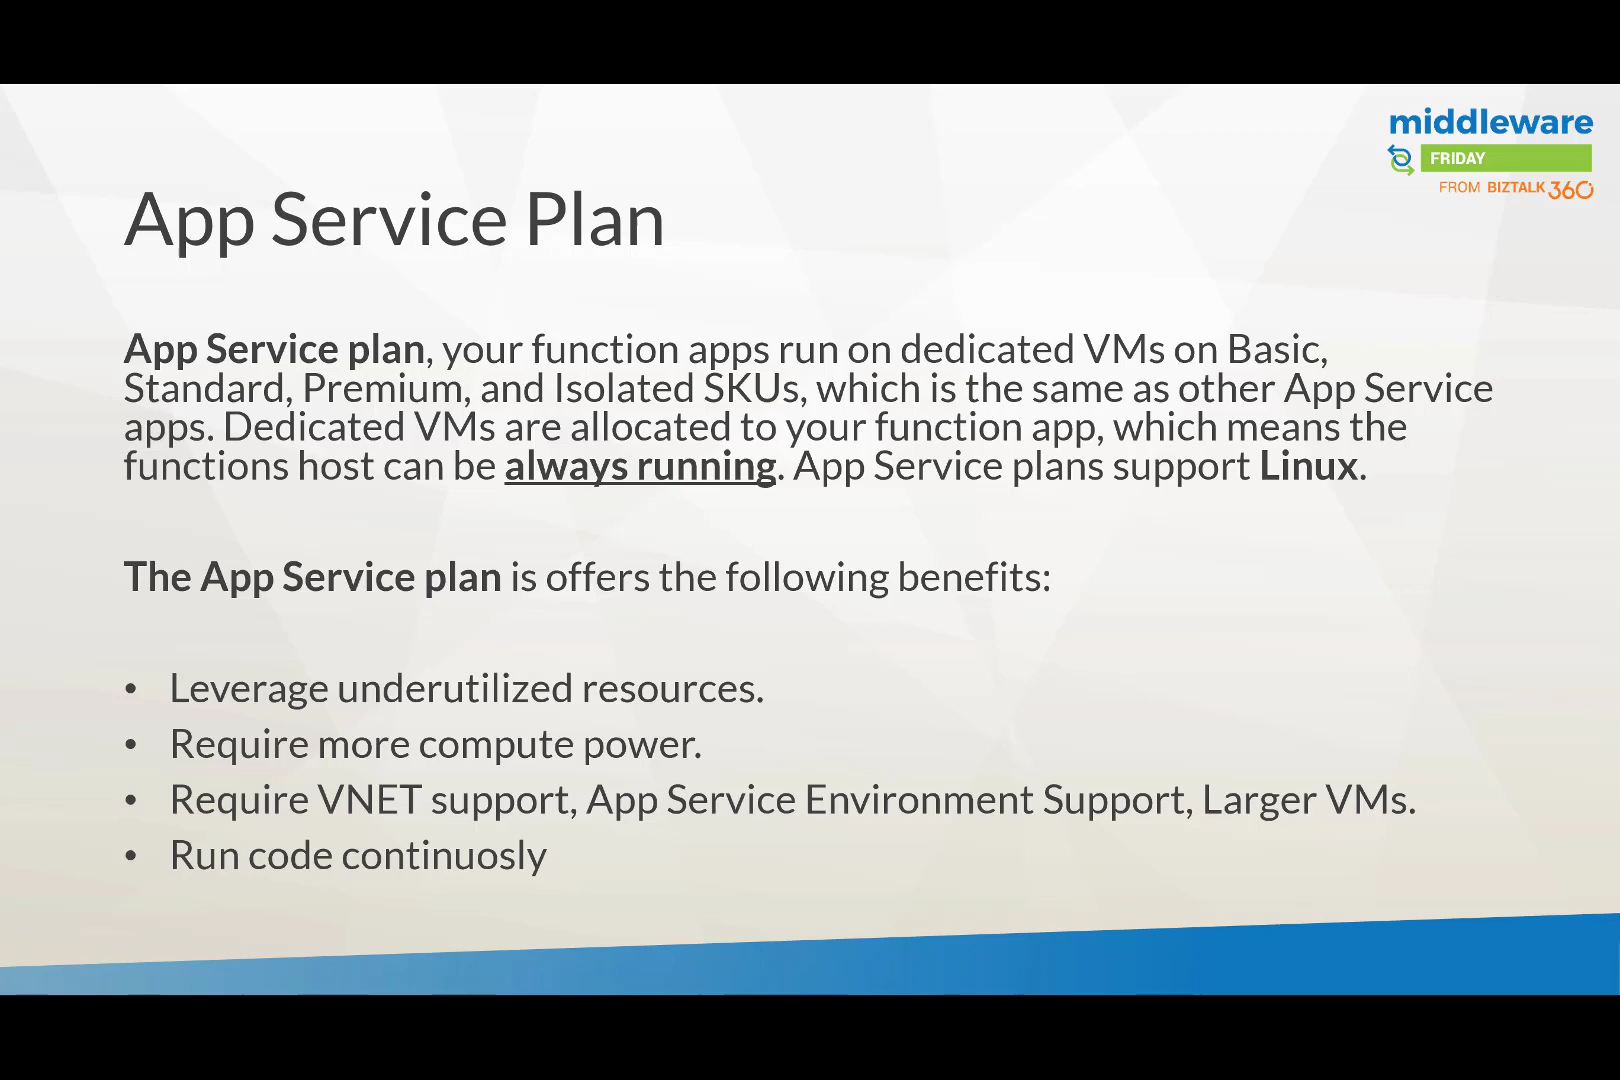 middleware
FRIDAY
FROM BIZTALK 360
App Service Plan
App Service plan, your function apps run on dedicated VMs on Basic,
Standard, Premium, and Isolated SKUs, which is the same as other App Service
apps. Dedicated VMs are allocated to your function app, which means the
functions host can be always running. App Service plans support Linux.
The App Service plan is offers the following benefits:
• Leverage underutilized resources.
• Require more compute power.
• Require VNET support, App Service Environment Support, Larger VMs.
• Run code continuosly